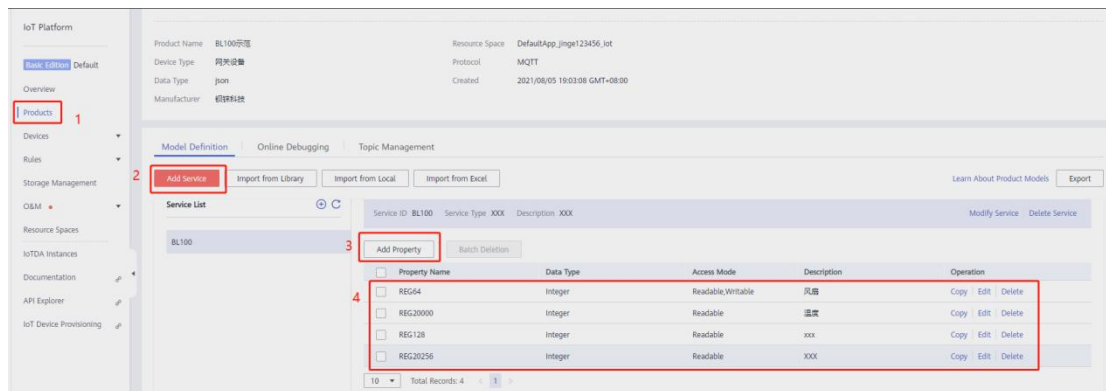 IoT Platform
Basic Edition Default
Overview
Products
1
Devices
Rules
Storage Management
O&M
Resource Spaces
IoTDA Instances
Documentation
API Explorer
IoT Device Provisioning
Product Name BL100示范 Resource Space DefaultApp_jinge123456_iot
Device Type 网关设备 Protocol MQTT
Data Type json Created 2021/08/05 19:03:08 GMT+08:00
Manufacturer 钡铼科技
Model Definition Online Debugging Topic Management
2 Add Service Import from Library Import from Local Import from Excel Learn About Product Models Export
Service List
BL100
Service ID BL100 Service Type XXX Description XXX Modify Service Delete Service
3 Add Property Batch Deletion
Property Name Data Type Access Mode Description Operation
4
REG64 Integer Readable,Writable 风扇 Copy Edit Delete
REG20000 Integer Readable 温度 Copy Edit Delete
REG128 Integer Readable xxx Copy Edit Delete
REG20256 Integer Readable XXX Copy Edit Delete
10 Total Records: 4 < 1 >